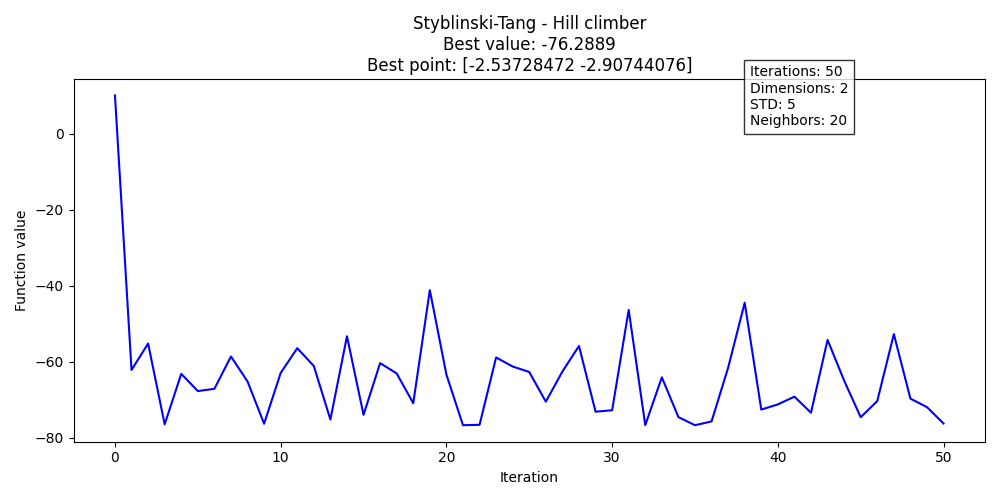 Styblinski-Tang - Hill climber
Best value: -76.2889
Best point: [-2.53728472 -2.90744076]
Iterations: 50
Dimensions: 2
STD: 5
Neighbors: 20
Function value
0
−20
−40
−60
−80
0
10
20
30
40
50
Iteration